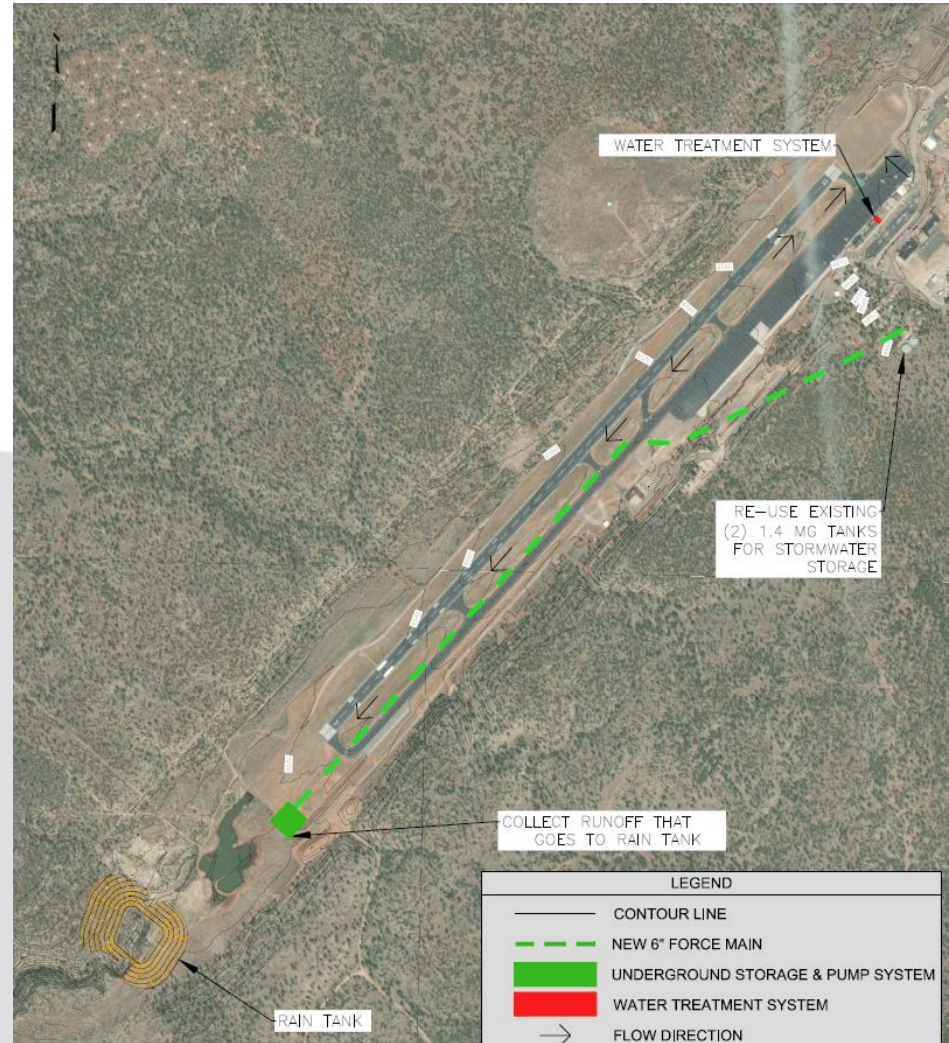 WATER TREATMENT SYSTEM
RE-USE EXISTING
(2) 1.4 MG TANKS
FOR STORMWATER
STORAGE
COLLECT RUNOFF THAT
GOES TO RAIN TANK
RAIN TANK
LEGEND
CONTOUR LINE
NEW 6" FORCE MAIN
UNDERGROUND STORAGE & PUMP SYSTEM
WATER TREATMENT SYSTEM
FLOW DIRECTION